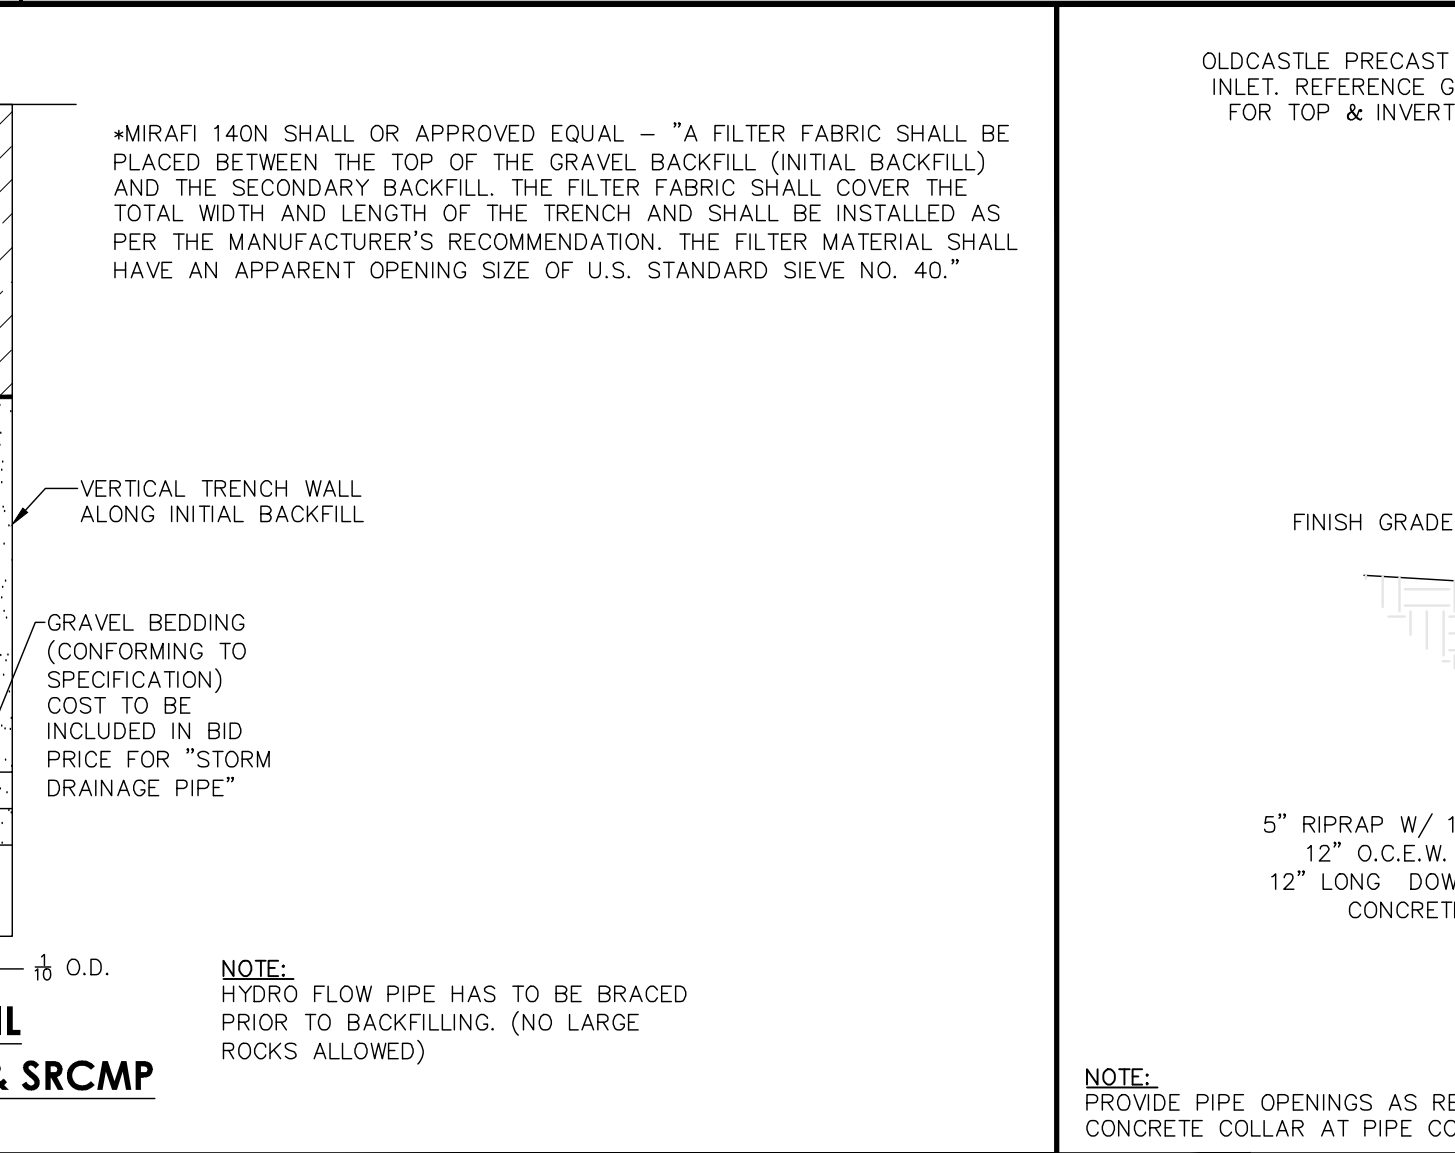 *MIRAFI 140N SHALL OR APPROVED EQUAL – "A FILTER FABRIC SHALL BE
PLACED BETWEEN THE TOP OF THE GRAVEL BACKFILL (INITIAL BACKFILL)
AND THE SECONDARY BACKFILL. THE FILTER FABRIC SHALL COVER THE
TOTAL WIDTH AND LENGTH OF THE TRENCH AND SHALL BE INSTALLED AS
PER THE MANUFACTURER'S RECOMMENDATION. THE FILTER MATERIAL SHALL
HAVE AN APPARENT OPENING SIZE OF U.S. STANDARD SIEVE NO. 40."
VERTICAL TRENCH WALL
ALONG INITIAL BACKFILL
GRAVEL BEDDING
(CONFORMING TO
SPECIFICATION)
COST TO BE
INCLUDED IN BID
PRICE FOR "STORM
DRAINAGE PIPE"
1/10 O.D.
& SRCMP
NOTE:
HYDRO FLOW PIPE HAS TO BE BRACED
PRIOR TO BACKFILLING. (NO LARGE
ROCKS ALLOWED)
OLDCASTLE PRECAST
INLET. REFERENCE G
FOR TOP & INVERT
FINISH GRADE
5" RIPRAP W/ 1
12" O.C.E.W.
12" LONG DOW
CONCRET
NOTE:
PROVIDE PIPE OPENINGS AS RE
CONCRETE COLLAR AT PIPE CO